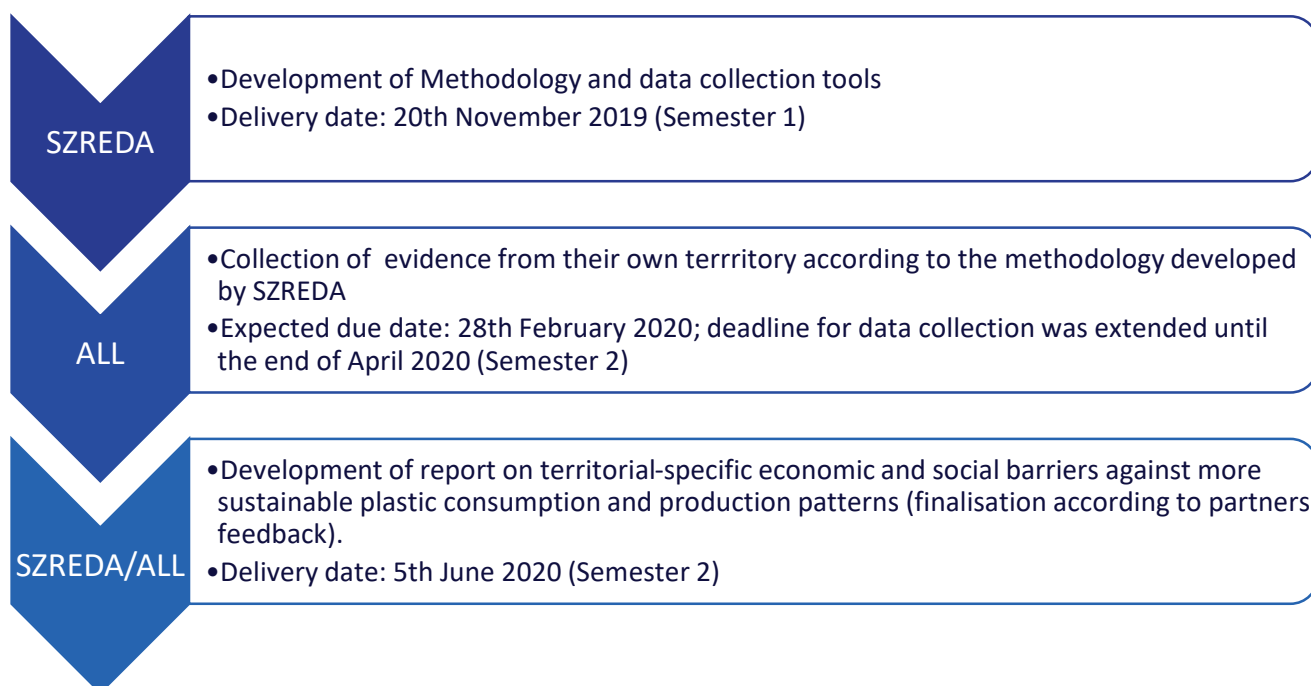 SZREDA
•Development of Methodology and data collection tools
•Delivery date: 20th November 2019 (Semester 1)
ALL
•Collection of evidence from their own terrritory according to the methodology developed
by SZREDA
•Expected due date: 28th February 2020; deadline for data collection was extended until
the end of April 2020 (Semester 2)
SZREDA/ALL
•Development of report on territorial-specific economic and social barriers against more
sustainable plastic consumption and production patterns (finalisation according to partners
feedback).
•Delivery date: 5th June 2020 (Semester 2)